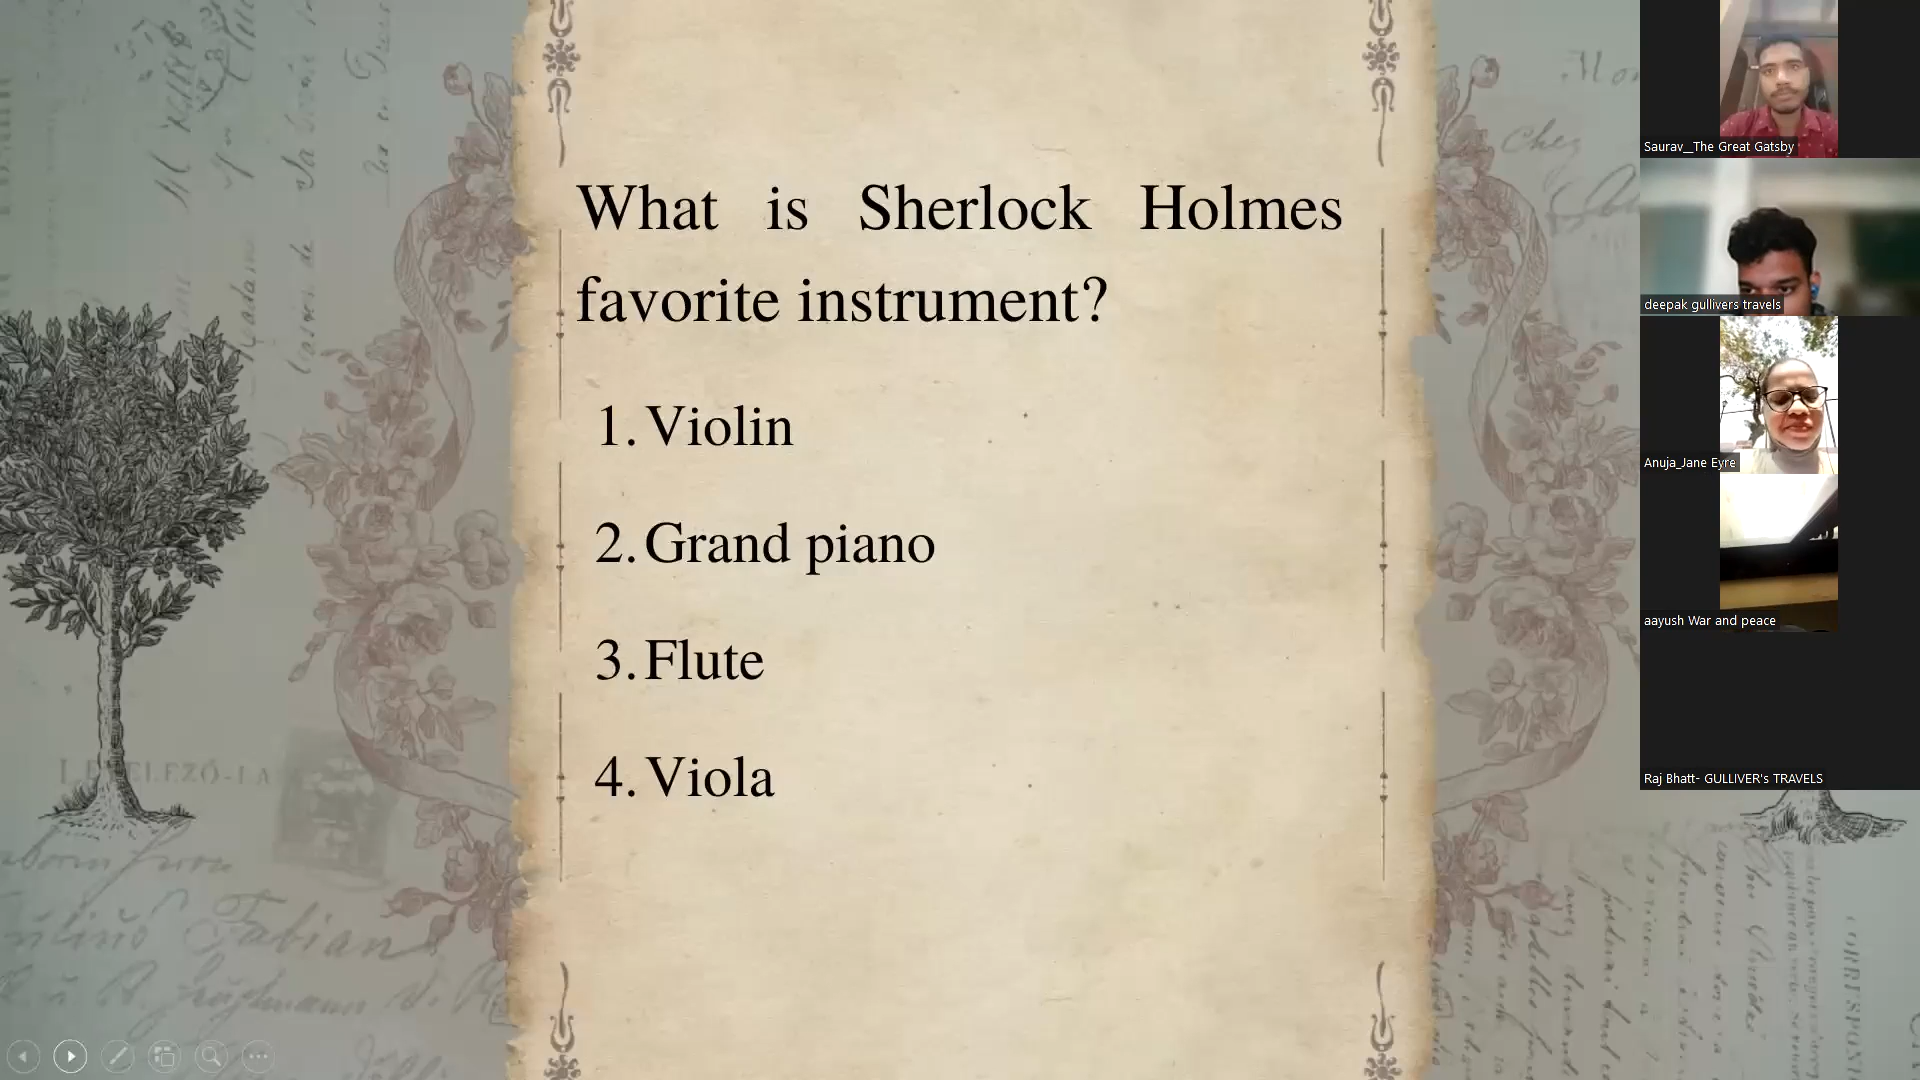 What is Sherlock Holmes
favorite instrument?
1. Violin
2. Grand piano
3. Flute
4. Viola
Saurav__The Great Gatsby
deepak gullivers travels
Anuja_Jane Eyre
aayush War and peace
Raj Bhatt- GULLIVER's TRAVELS